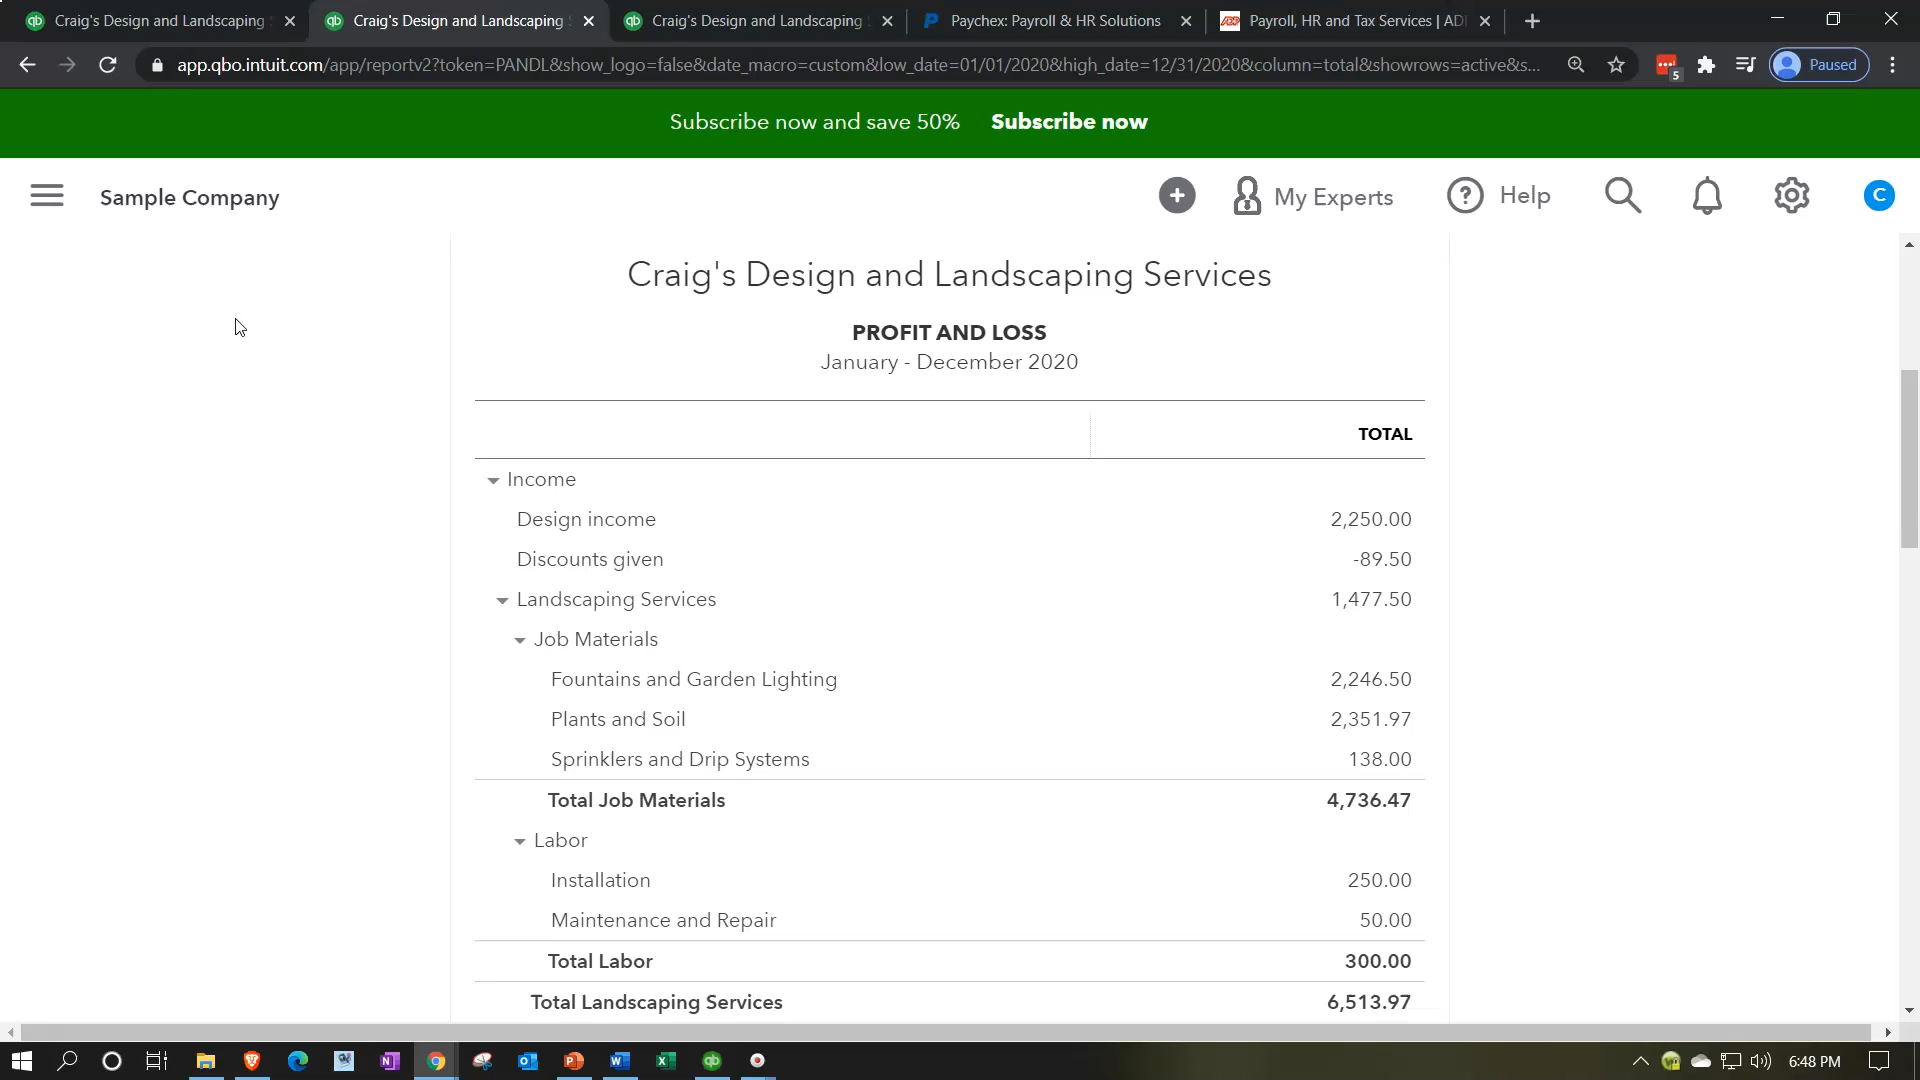 Craig's Design and Landscaping S
Craig's Design and Landscaping S
Craig's Design and Landscaping S
Paychex: Payroll & HR Solutions
Payroll, HR and Tax Services | AD
app.qbo.intuit.com/app/reportv2?token=PANDL&show_logo=false&date_macro=custom&low_date=01/01/2020&high_date=12/31/2020&column=total&showrows=active&s...
5
Paused
Subscribe now and save 50% Subscribe now
Sample Company
My Experts
Help
C
Craig's Design and Landscaping Services
PROFIT AND LOSS
January - December 2020
TOTAL
Income
Design income 2,250.00
Discounts given -89.50
Landscaping Services 1,477.50
Job Materials
Fountains and Garden Lighting 2,246.50
Plants and Soil 2,351.97
Sprinklers and Drip Systems 138.00
Total Job Materials 4,736.47
Labor
Installation 250.00
Maintenance and Repair 50.00
Total Labor 300.00
Total Landscaping Services 6,513.97
6:48 PM